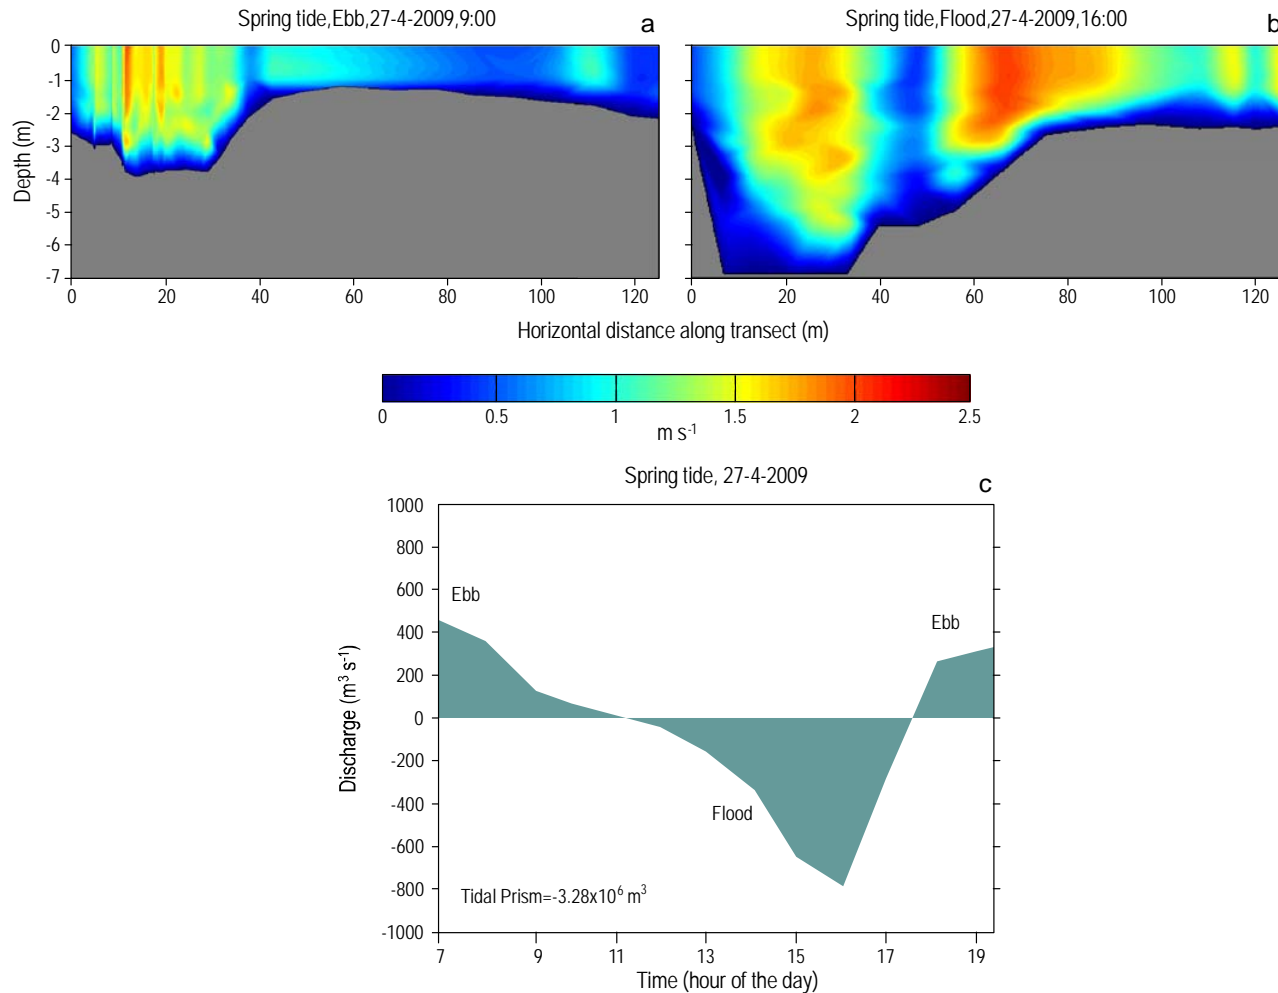 Spring tide,Ebb,27-4-2009,9:00
a
Spring tide,Flood,27-4-2009,16:00
b
Depth (m)
0
-1
-2
-3
-4
-5
-6
-7
0 20 40 60 80 100 120
0 20 40 60 80 100 120
Horizontal distance along transect (m)
0 0.5 1 1.5 2 2.5
m s-1
Spring tide, 27-4-2009
c
Discharge (m3 s-1)
1000
800
600
400
200
0
-200
-400
-600
-800
-1000
Ebb
Ebb
Flood
Tidal Prism=-3.28x106 m3
7 9 11 13 15 17 19
Time (hour of the day)